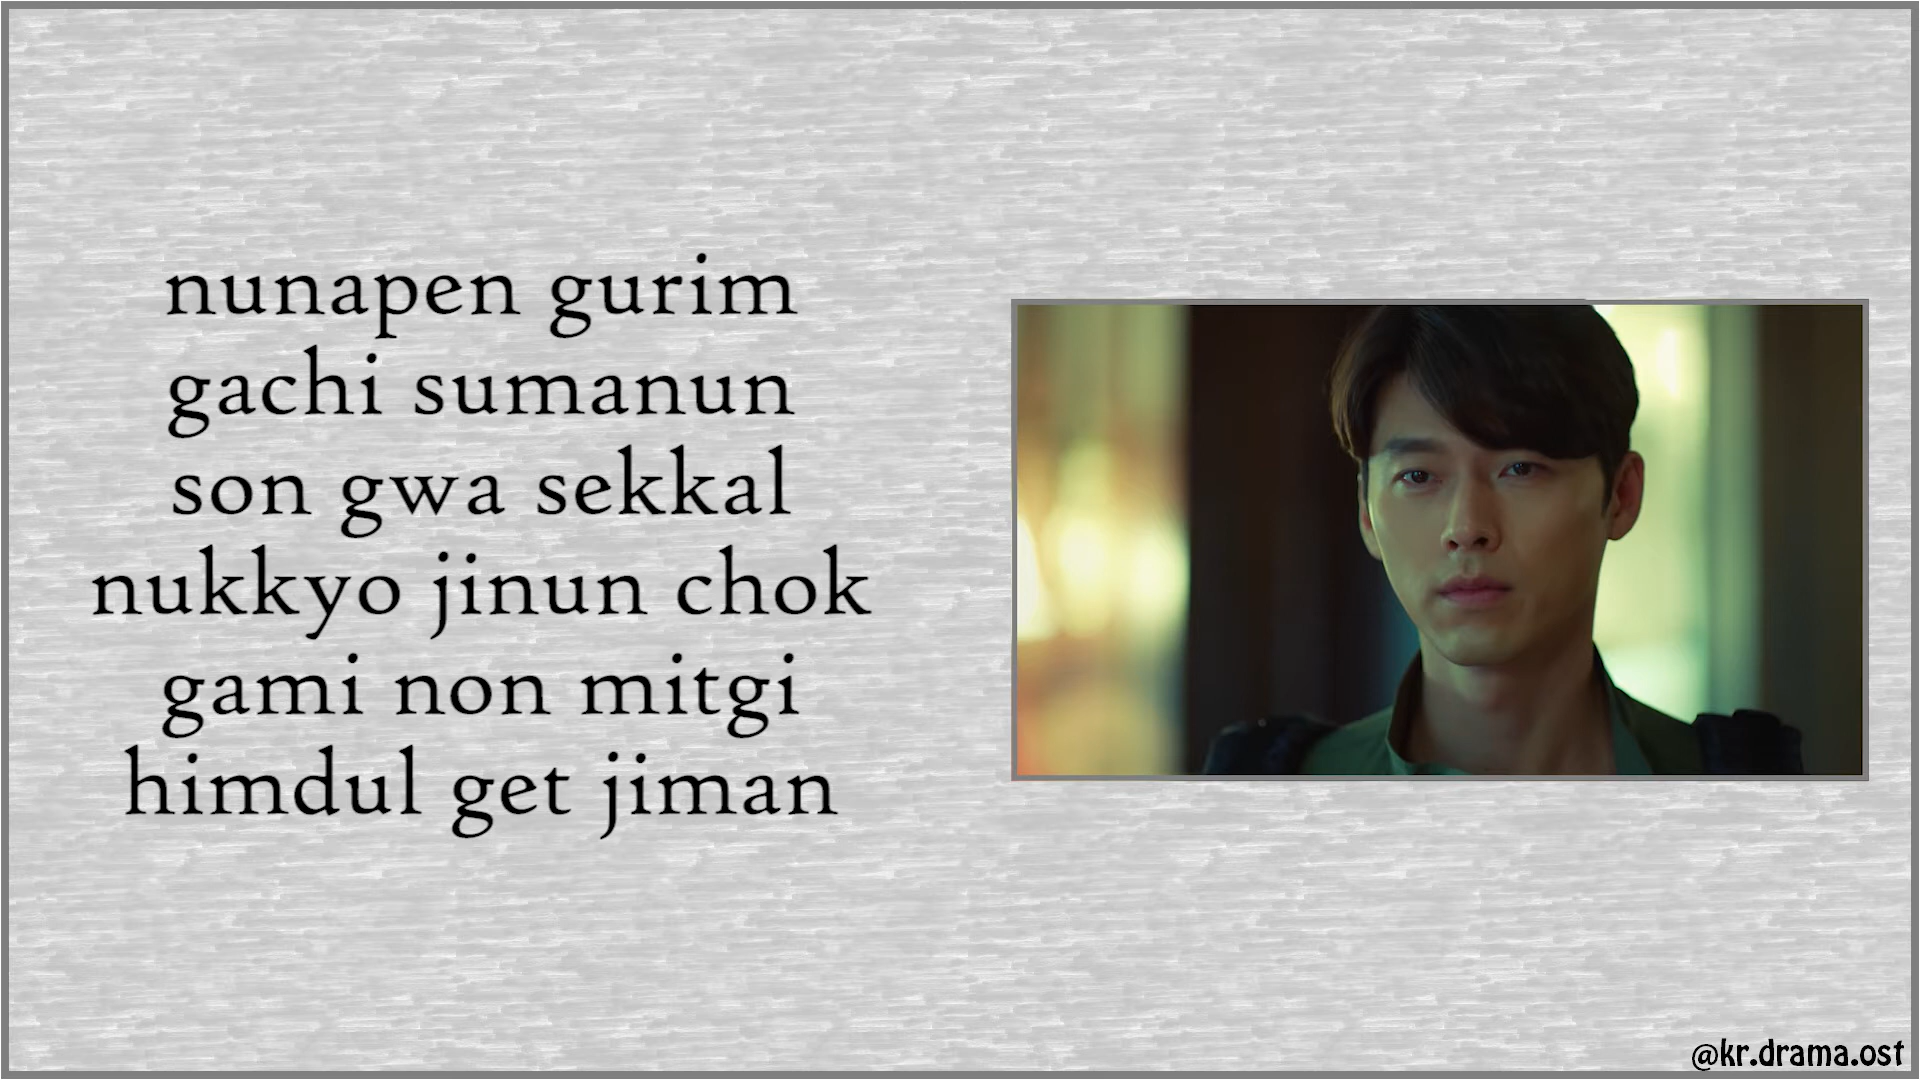 nunapen gurim
gachi sumanun
son gwa sekkal
nukkyo jinun chok
gami non mitgi
himdul get jiman
@kr.drama.ost